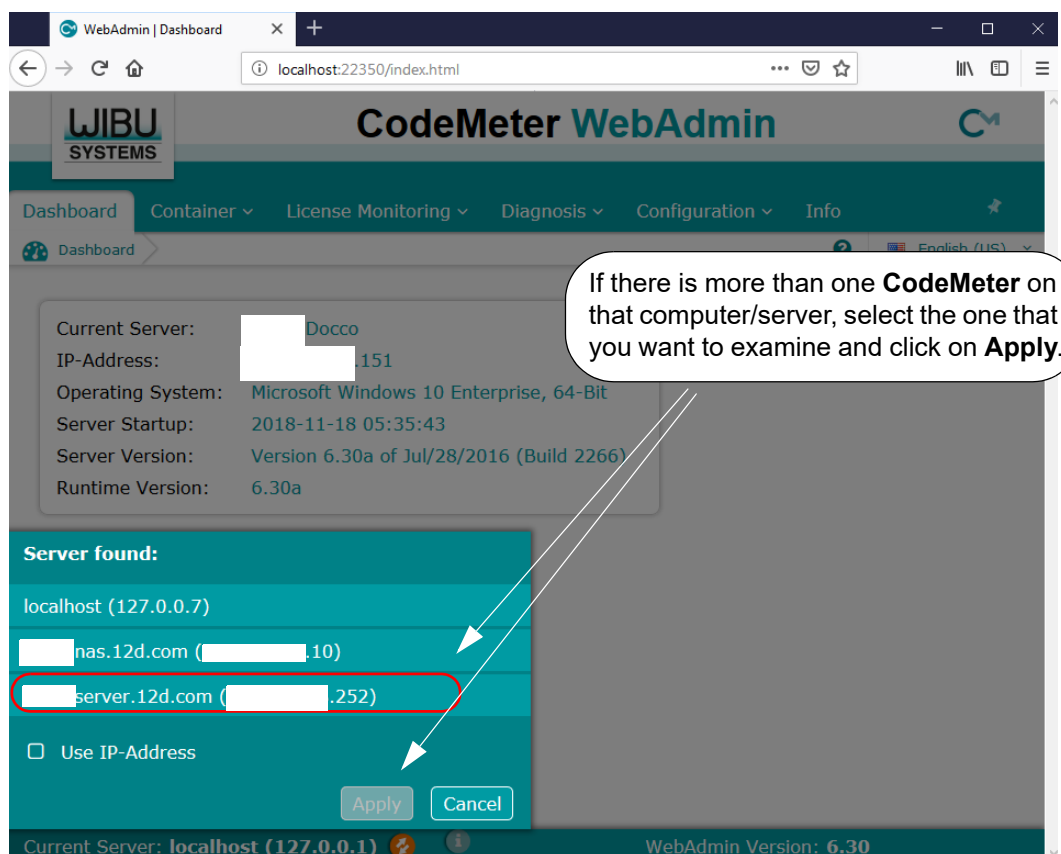 WebAdmin | Dashboard
localhost:22350/index.html
WIBU
SYSTEMS
CodeMeter WebAdmin
Dashboard Container License Monitoring Diagnosis Configuration Info
Dashboard
English (US)
If there is more than one CodeMeter on
that computer/server, select the one that
you want to examine and click on Apply.
Current Server: Docco
IP-Address: .151
Operating System: Microsoft Windows 10 Enterprise, 64-Bit
Server Startup: 2018-11-18 05:35:43
Server Version: Version 6.30a of Jul/28/2016 (Build 2266)
Runtime Version: 6.30a
Server found:
localhost (127.0.0.7)
nas.12d.com ( .10)
server.12d.com ( .252)
Use IP-Address
Apply Cancel
Current Server: localhost (127.0.0.1) WebAdmin Version: 6.30